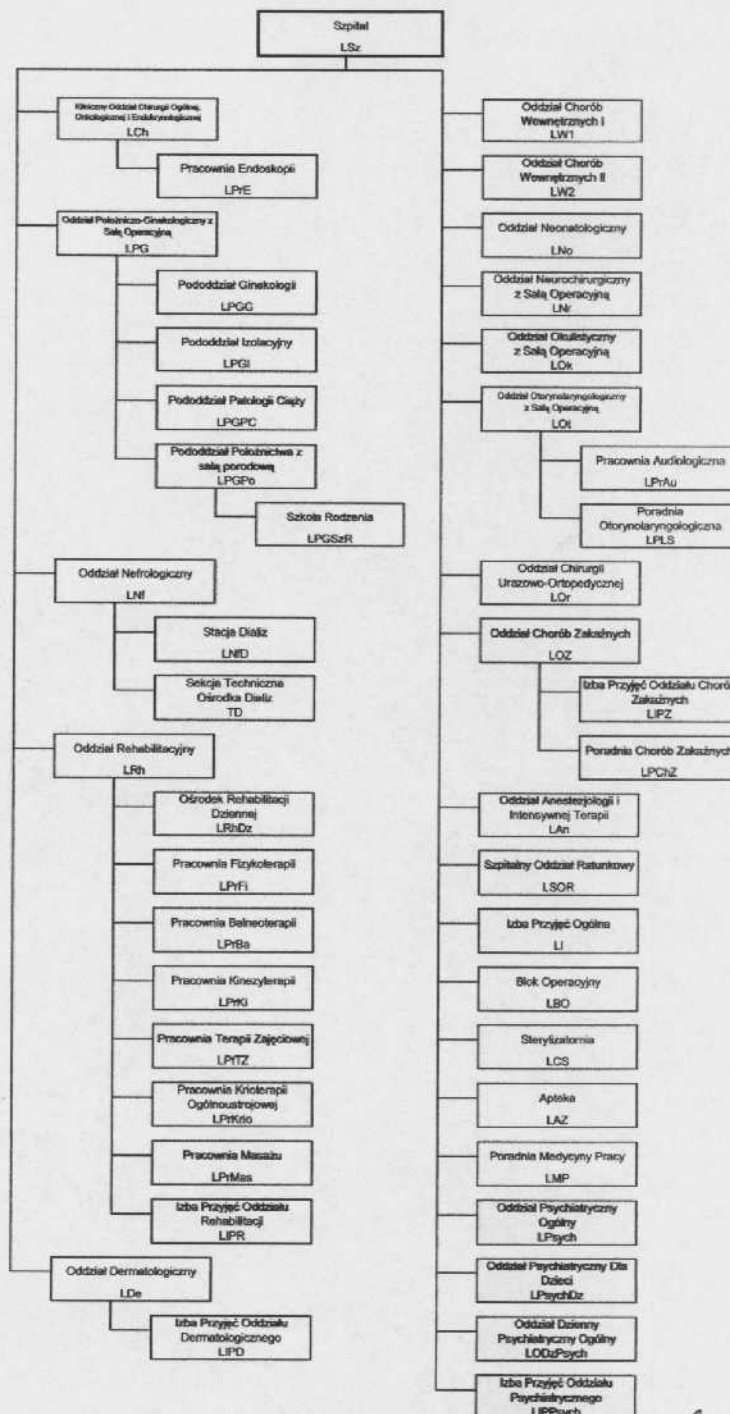 Szpital
LSz
Kliniczny Oddział Chirurgii Ogólnej,
Onkologicznej i Endokrynologicznej
LCh
Pracownia Endoskopii
LPrE
Oddział Położniczo-Ginekologiczny z
Salą Operacyjną
LPG
Pododdział Ginekologii
LPGG
Pododdział Izolacyjny
LPGI
Pododdział Patologii Ciąży
LPGPC
Pododdział Położnictwa z
salą porodową
LPGPo
Szkoła Rodzenia
LPGSzR
Oddział Nefrologiczny
LNf
Stacja Dializ
LNfD
Sekcja Techniczna
Ośrodka Dializ
TD
Oddział Rehabilitacyjny
LRh
Ośrodek Rehabilitacji
Dziennej
LRhDz
Pracownia Fizykoterapii
LPrFi
Pracownia Balneoterapii
LPrBa
Pracownia Kinezyterapii
LPrKi
Pracownia Terapii Zajęciowej
LPrTZ
Pracownia Krioterapii
Ogólnoustrojowej
LPrKrio
Pracownia Masażu
LPrMas
Izba Przyjęć Oddziału
Rehabilitacji
LIPR
Oddział Dermatologiczny
LDe
Izba Przyjęć Oddziału
Dermatologicznego
LIPD
Oddział Chorób
Wewnętrznych I
LW1
Oddział Chorób
Wewnętrznych II
LW2
Oddział Neonatologiczny
LNo
Oddział Neurochirurgiczny
z Salą Operacyjną
LNr
Oddział Okulistyczny
z Salą Operacyjną
LOk
Oddział Otorynolaryngologiczny
z Salą Operacyjną
LOt
Pracownia Audiologiczna
LPrAu
Poradnia
Otorynolaryngologiczna
LPLS
Oddział Chirurgii
Urazowo-Ortopedycznej
LOr
Oddział Chorób Zakaźnych
LOZ
Izba Przyjęć Oddziału Chorób
Zakaźnych
LIPZ
Poradnia Chorób Zakaźnych
LPChZ
Oddział Anestezjologii i
Intensywnej Terapii
LAn
Szpitalny Oddział Ratunkowy
LSOR
Izba Przyjęć Ogólna
LI
Blok Operacyjny
LBO
Sterylizatornia
LCS
Apteka
LAZ
Poradnia Medycyny Pracy
LMP
Oddział Psychiatryczny
Ogólny
LPsych
Oddział Psychiatryczny Dla
Dzieci
LPsychDz
Oddział Dzienny
Psychiatryczny Ogólny
LODzPsych
Izba Przyjęć Oddziału
Psychiatrycznego
LIPPsych